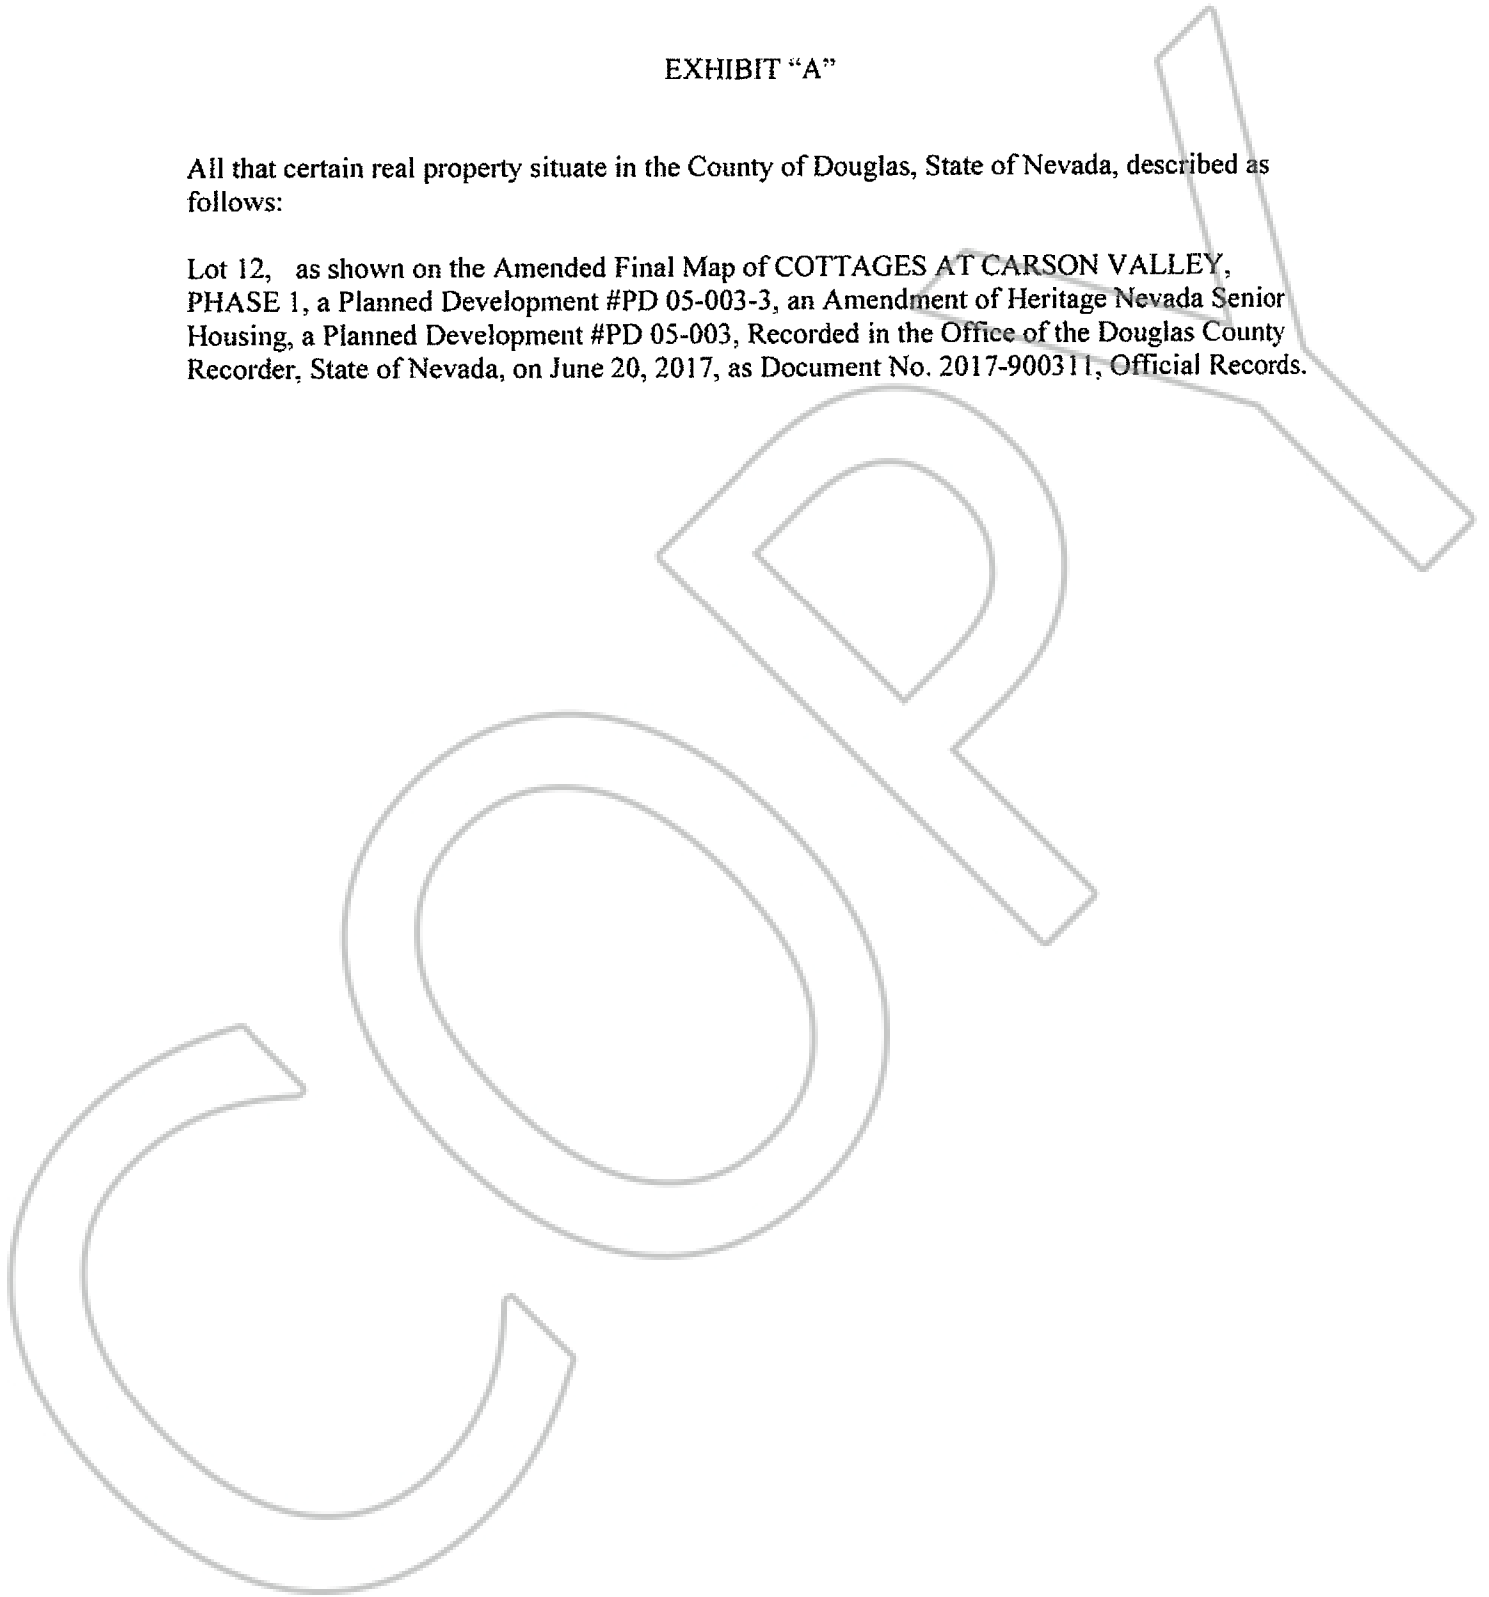 EXHIBIT “A”
All that certain real property situate in the County of Douglas, State of Nevada, described as
follows:
Lot 12, as shown on the Amended Final Map of COTTAGES AT CARSON VALLEY,
PHASE 1, a Planned Development #PD 05-003-3, an Amendment of Heritage Nevada Senior
Housing, a Planned Development #PD 05-003, Recorded in the Office of the Douglas County
Recorder, State of Nevada, on June 20, 2017, as Document No. 2017-900311, Official Records.
COPY